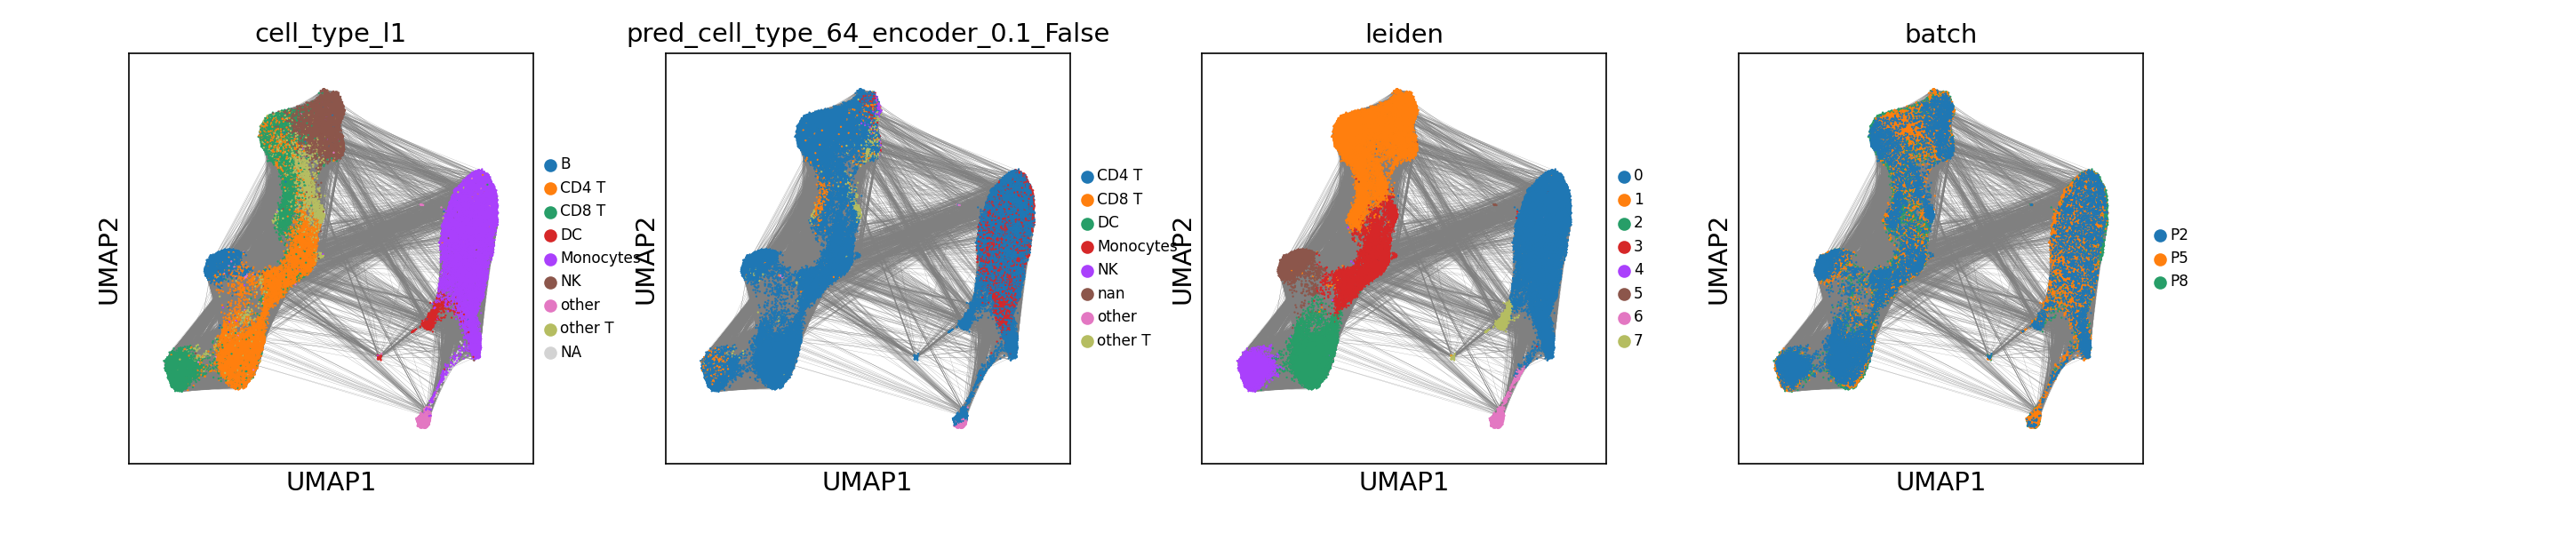 cell_type_l1
UMAP2
UMAP1
B
CD4 T
CD8 T
DC
Monocytes
NK
other
other T
NA
pred_cell_type_64_encoder_0.1_False
UMAP2
UMAP1
CD4 T
CD8 T
DC
Monocytes
NK
nan
other
other T
leiden
UMAP2
UMAP1
0
1
2
3
4
5
6
7
batch
UMAP2
UMAP1
P2
P5
P8